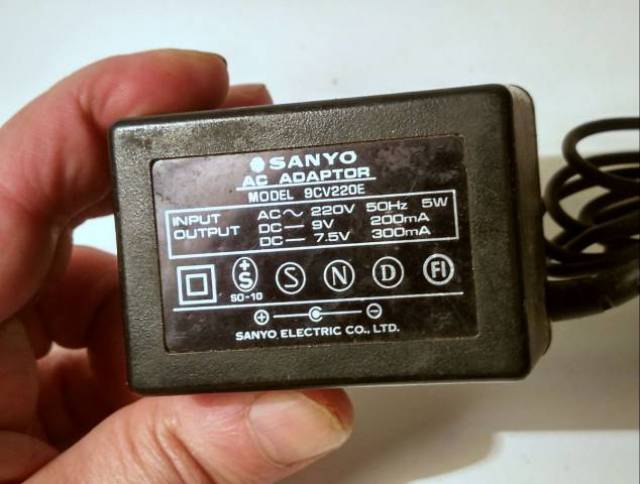 SANYO
AC ADAPTOR
MODEL 9CV220E
INPUT AC ~ 220V 50Hz 5W
OUTPUT DC — 9V 200mA
DC — 7.5V 300mA
+S S N D FI
SO-10
+ -
SANYO ELECTRIC CO., LTD.